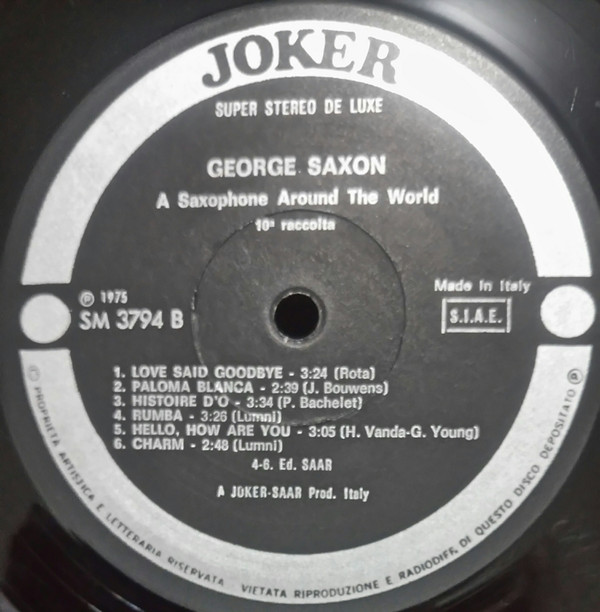 JOKER
SUPER STEREO DE LUXE
GEORGE SAXON
A Saxophone Around The World
10ª raccolta
Ⓟ 1975
SM 3794 B
Made in Italy
S.I.A.E.
1. LOVE SAID GOODBYE - 3:24 (Rota)
2. PALOMA BLANCA - 2:39 (J. Bouwens)
3. HISTOIRE D'O - 3:34 (P. Bachelet)
4. RUMBA - 3:26 (Lumni)
5. HELLO, HOW ARE YOU - 3:05 (H. Vanda-G. Young)
6. CHARM - 2:48 (Lumni)
4-6. Ed. SAAR
A JOKER-SAAR Prod. Italy
© PROPRIETÀ ARTISTICA E LETTERARIA RISERVATA VIETATA RIPRODUZIONE E RADIODIFF. DI QUESTO DISCO DEPOSITATO Ⓟ